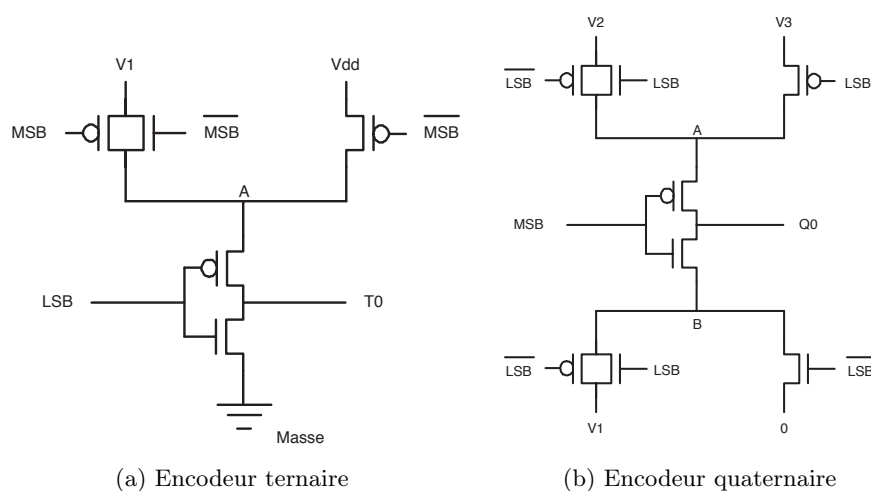 V1
Vdd
MSB
MSB
MSB
A
LSB
T0
Masse
(a) Encodeur ternaire
V2
V3
LSB
LSB
LSB
A
MSB
Q0
B
LSB
LSB
LSB
V1
0
(b) Encodeur quaternaire